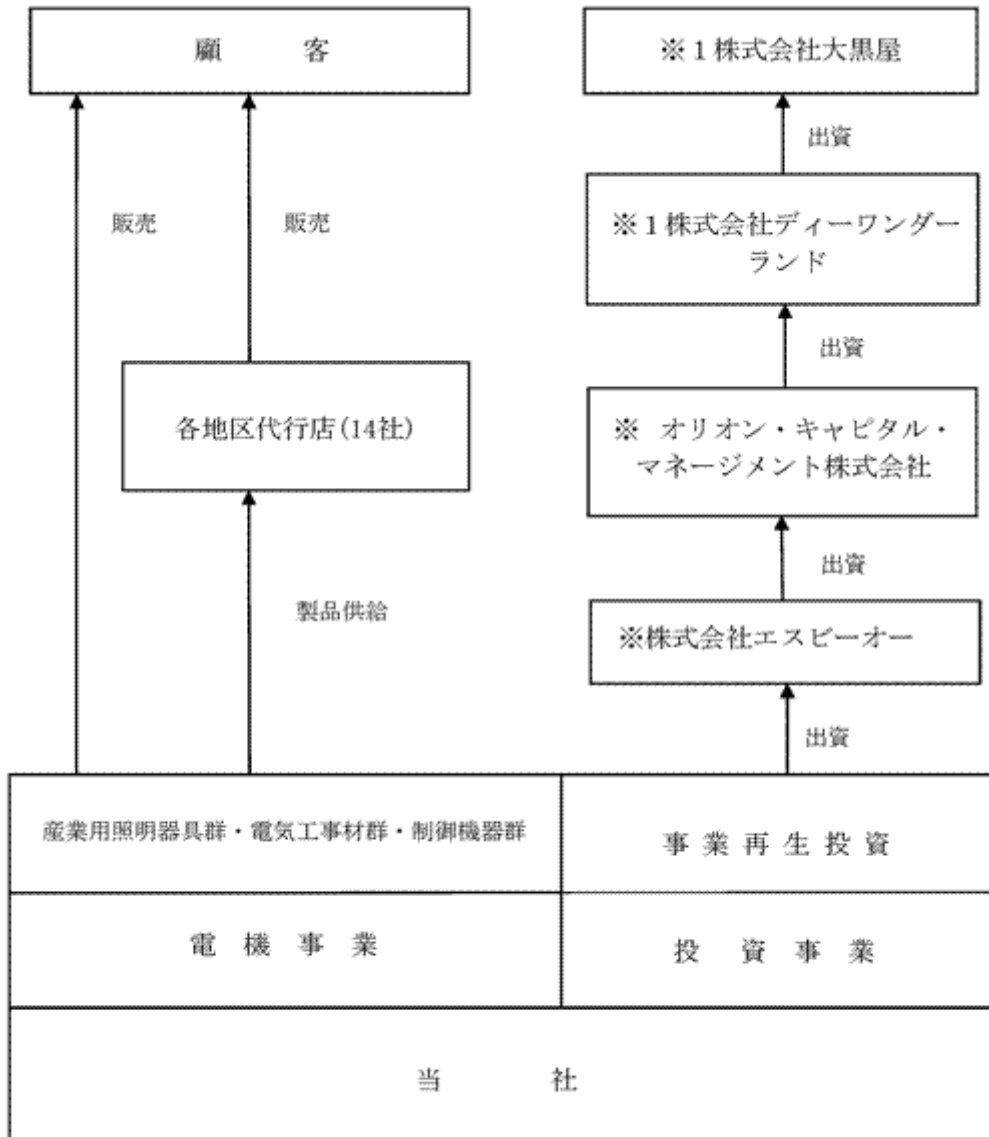 顧　　　客
※１株式会社大黒屋
出資
※１株式会社ディーワンダー
ランド
販売
販売
出資
各地区代行店(14社)
※　オリオン・キャピタル・
マネージメント株式会社
出資
製品供給
※株式会社エスビーオー
出資
産業用照明器具群・電気工事材群・制御機器群
事 業 再 生 投 資
電　機　事　業
投　資　事　業
当　　　　社